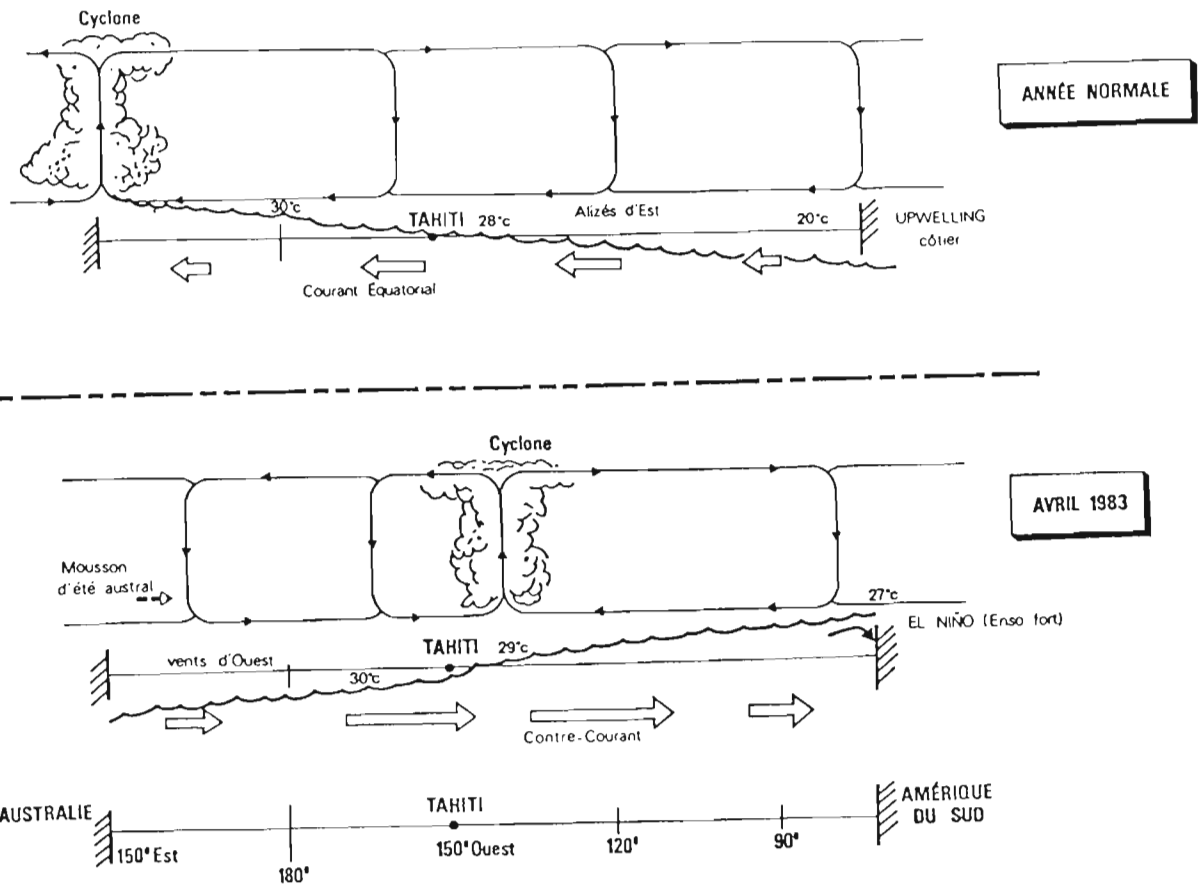 Cyclone
ANNÉE NORMALE
30°c
TAHITI 28°c
Alizés d'Est
20°c
UPWELLING
côtier
Courant Équatorial
Cyclone
AVRIL 1983
Mousson
d'été austral
27°c
EL NIÑO (Enso fort)
TAHITI 29°c
vents d'Ouest
30°c
Contre-Courant
AUSTRALIE
TAHITI
AMÉRIQUE
DU SUD
150° Est
180°
150° Ouest
120°
90°